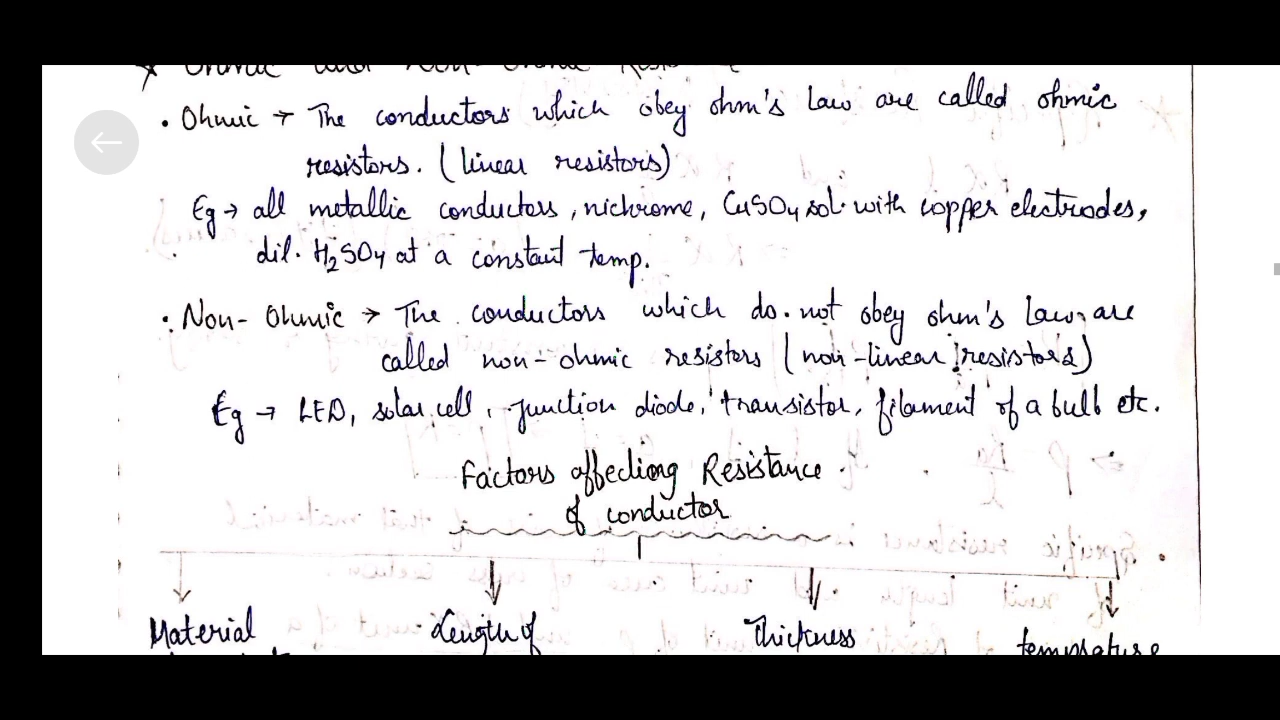 • Ohmic → The conductors which obey ohm's law are called ohmic
resistors. (linear resistors)
Eg → all metallic conductors, nichrome, CuSO4 sol. with copper electrodes,
dil. H2SO4 at a constant temp.
• Non-Ohmic → The conductors which do not obey ohm's law, are
called non-ohmic resistors (non-linear resistors)
Eg → LED, solar cell, junction diode, transistor, filament of a bulb etc.
Factors affecting Resistance
of conductor
Material
Length of
Thickness
temprature